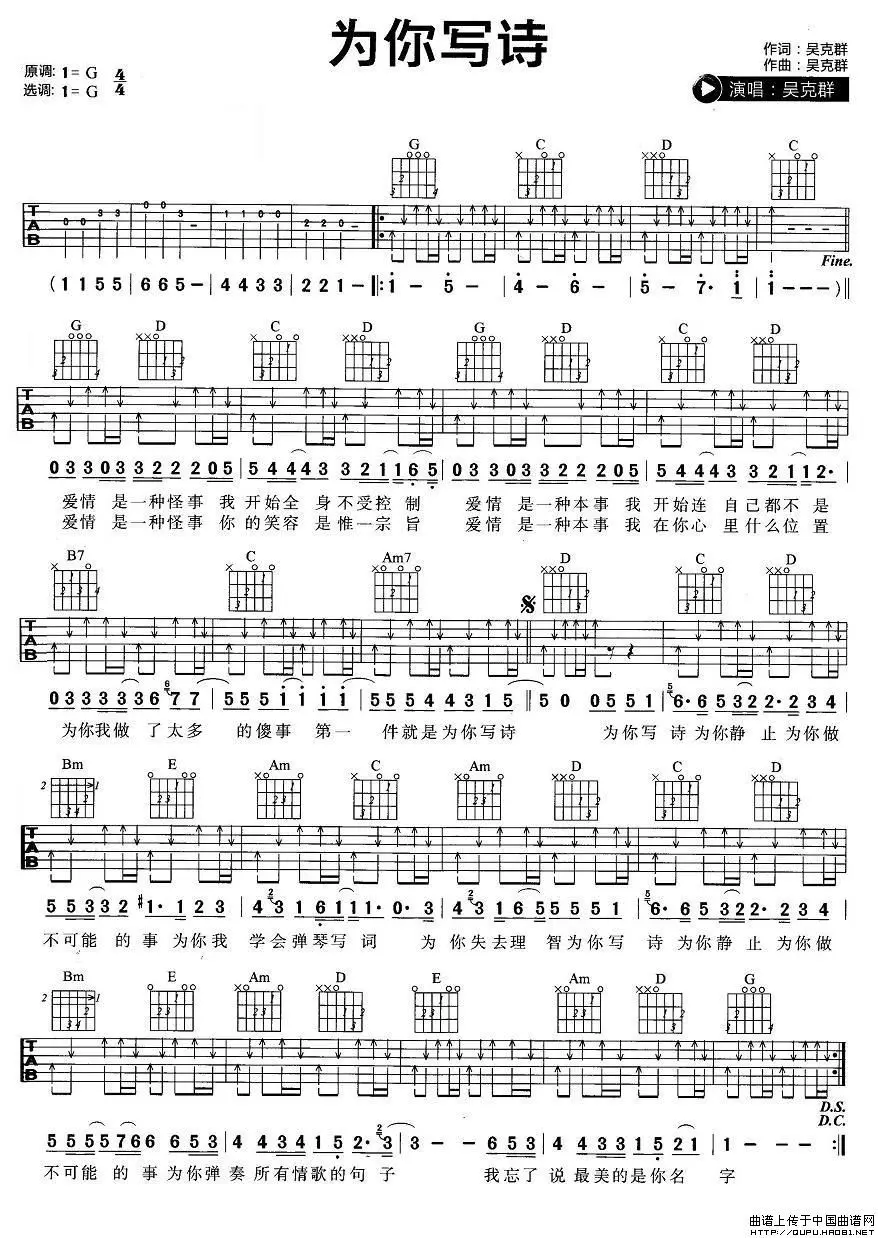 为你写诗
作词：吴克群
作曲：吴克群
原调: 1 = G 4/4
选调: 1 = G 4/4
演唱：吴克群
G C D C
T A B
Fine.
(1 1 5 5 | 6 6 5 - | 4 4 3 3 | 2 2 1 - ‖: 1 - 5 - | 4 - 6 - | 5 - 7· 1 | 1 - - - ) ‖
G D C D G D C D
T A B
0 3 3 0 3 3 2 2 2 0 5 | 5 4 4 4 3 3 2 1 1 6 5 | 0 3 3 0 3 3 2 2 2 0 5 | 5 4 4 4 3 3 2 1 1 2·
爱情 是一种怪事 我 开始全 身不受控 制 爱情 是一种本事 我 开始连 自己都不 是
爱情 是一种怪事 你 的笑容 是惟一宗 旨 爱情 是一种本事 我 在你心 里什么位 置
B7 C Am7 D C D
T A B
0 3 3 3 3 3 3 6 7 7 | 5 5 5 1 1 1 1 | 5 5 5 4 4 3 1 5 ‖ 5 0 0 5 5 1 | 6· 6 5 3 2 2· 2 3 4
为你我做 了太多 的傻事 第一 件就是为你写诗 为你写 诗为你静 止为你做
Bm E Am C Am D C D
2 1
T A B
5 5 3 3 2 #1· 1 2 3 | 4 3 1 6 1 1· 0· 3 | 4 3 1 6 5 5 5 5 1 | 6· 6 5 3 2 2· 2 3 4
不可能 的事 为你我 学会弹琴写 词 为 你失去理 智为你写 诗为你静 止为你做
Bm E Am D E Am D G
2 1
T A B
D.S.
D.C.
5 5 5 5 7 6 6 6 5 3 | 4 4 3 4 1 5 2· 3 | 3 - - 6 5 3 | 4 4 3 3 1 5 2 1 | 1 - - - :‖
不可能 的事 为你弹 奏所有情歌的句 子 我忘了 说最美的是你名 字
曲谱上传于中国曲谱网
HTTP://QUPU.HAO81.NET